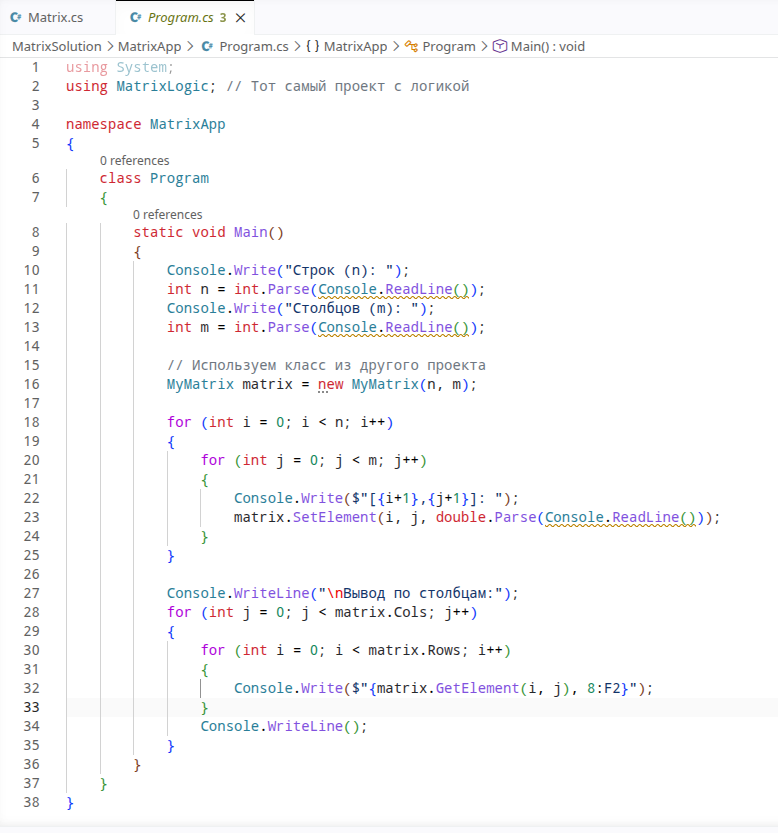 C# Matrix.cs C# Program.cs 3 ×
MatrixSolution > MatrixApp > C# Program.cs > { } MatrixApp > Program > Main() : void
1 using System;
2 using MatrixLogic; // Тот самый проект с логикой
3
4 namespace MatrixApp
5 {
0 references
6 class Program
7 {
0 references
8 static void Main()
9 {
10 Console.Write("Строк (n): ");
11 int n = int.Parse(Console.ReadLine());
12 Console.Write("Столбцов (m): ");
13 int m = int.Parse(Console.ReadLine());
14
15 // Используем класс из другого проекта
16 MyMatrix matrix = new MyMatrix(n, m);
17
18 for (int i = 0; i < n; i++)
19 {
20 for (int j = 0; j < m; j++)
21 {
22 Console.Write($"[{i+1},{j+1}]: ");
23 matrix.SetElement(i, j, double.Parse(Console.ReadLine()));
24 }
25 }
26
27 Console.WriteLine("\nВывод по столбцам:");
28 for (int j = 0; j < matrix.Cols; j++)
29 {
30 for (int i = 0; i < matrix.Rows; i++)
31 {
32 Console.Write($"{matrix.GetElement(i, j), 8:F2}");
33 }
34 Console.WriteLine();
35 }
36 }
37 }
38 }